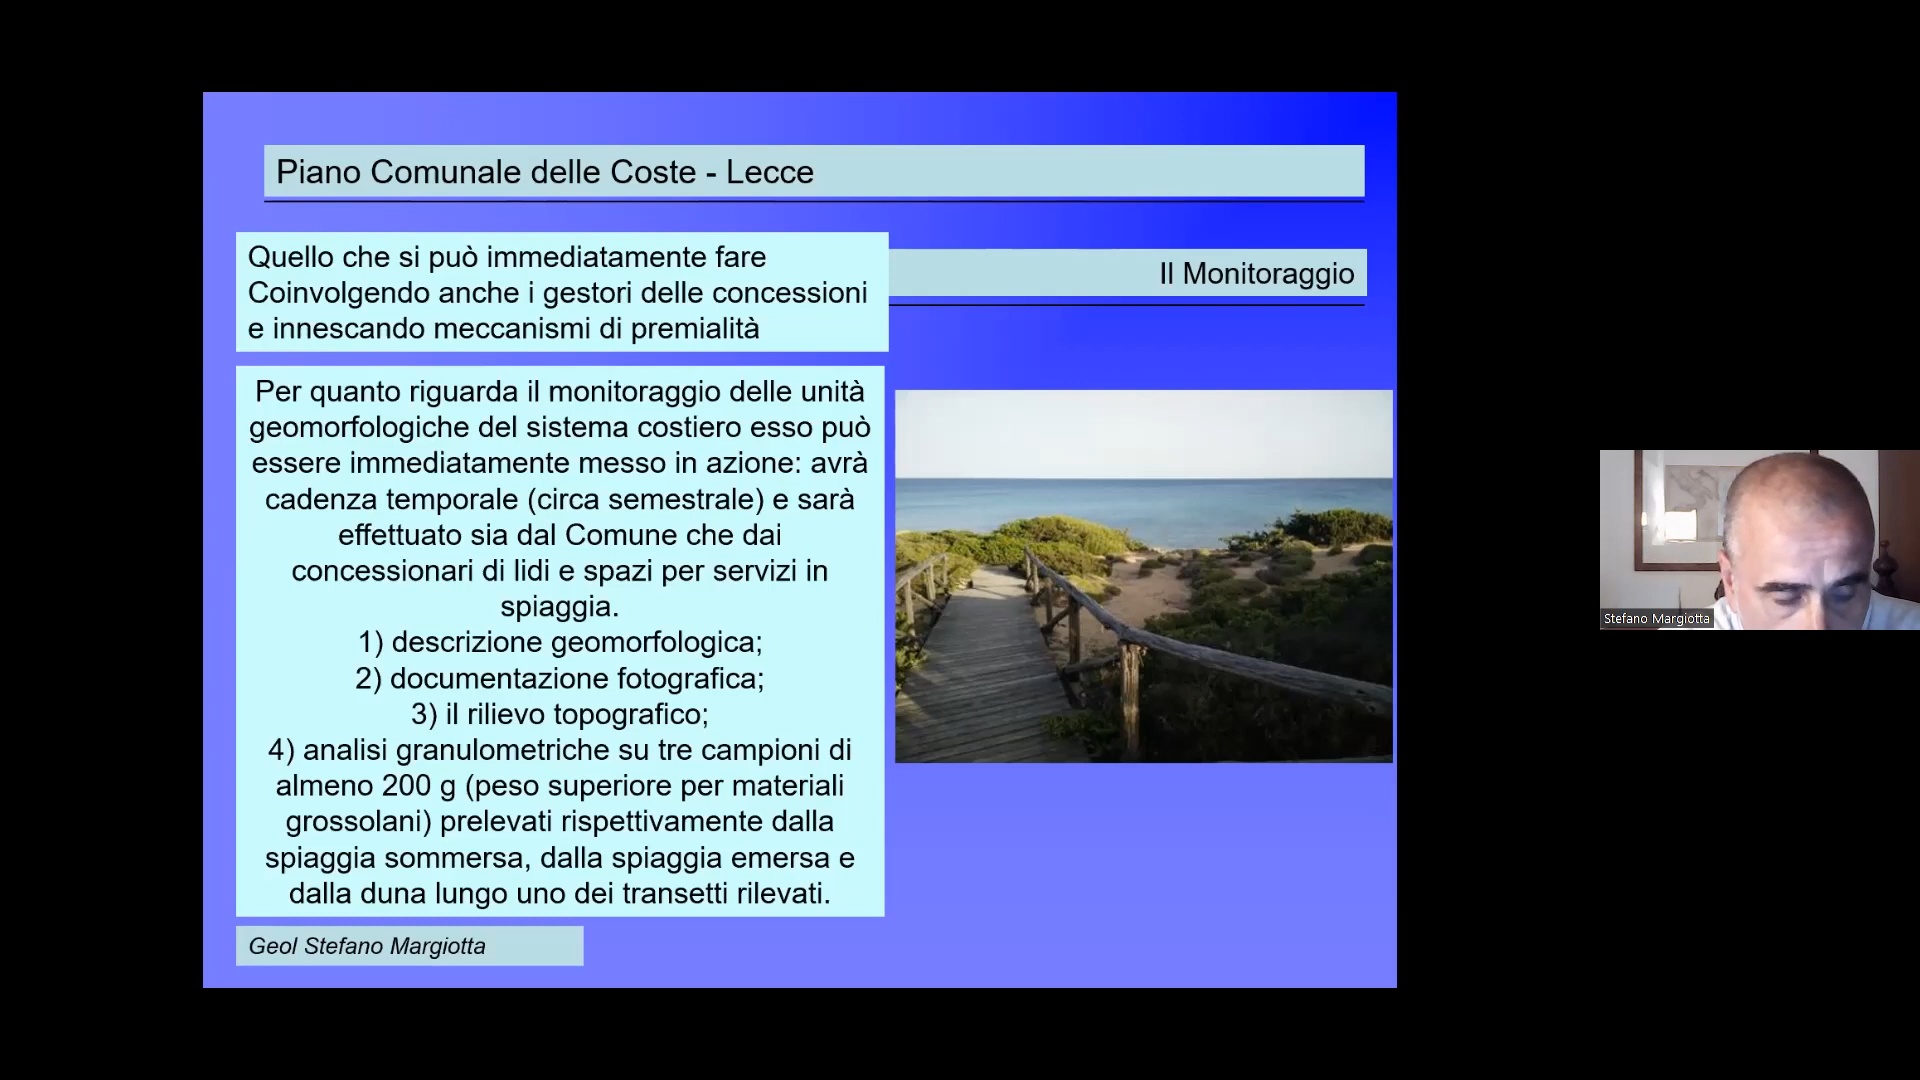 Piano Comunale delle Coste - Lecce
Quello che si può immediatamente fare
Coinvolgendo anche i gestori delle concessioni
e innescando meccanismi di premialità
Il Monitoraggio
Per quanto riguarda il monitoraggio delle unità
geomorfologiche del sistema costiero esso può
essere immediatamente messo in azione: avrà
cadenza temporale (circa semestrale) e sarà
effettuato sia dal Comune che dai
concessionari di lidi e spazi per servizi in
spiaggia.
1) descrizione geomorfologica;
2) documentazione fotografica;
3) il rilievo topografico;
4) analisi granulometriche su tre campioni di
almeno 200 g (peso superiore per materiali
grossolani) prelevati rispettivamente dalla
spiaggia sommersa, dalla spiaggia emersa e
dalla duna lungo uno dei transetti rilevati.
Geol Stefano Margiotta
Stefano Margiotta